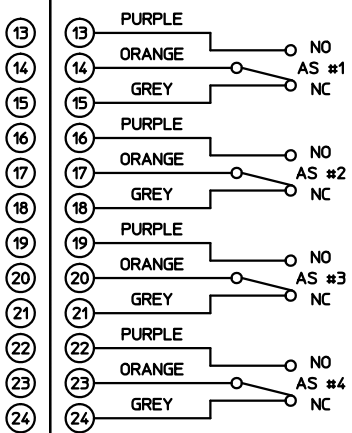 13 13 PURPLE
NO
14 14 ORANGE AS #1
15 15 GREY NC
16 16 PURPLE
NO
17 17 ORANGE AS #2
18 18 GREY NC
19 19 PURPLE
NO
20 20 ORANGE AS #3
21 21 GREY NC
22 22 PURPLE
NO
23 23 ORANGE AS #4
24 24 GREY NC